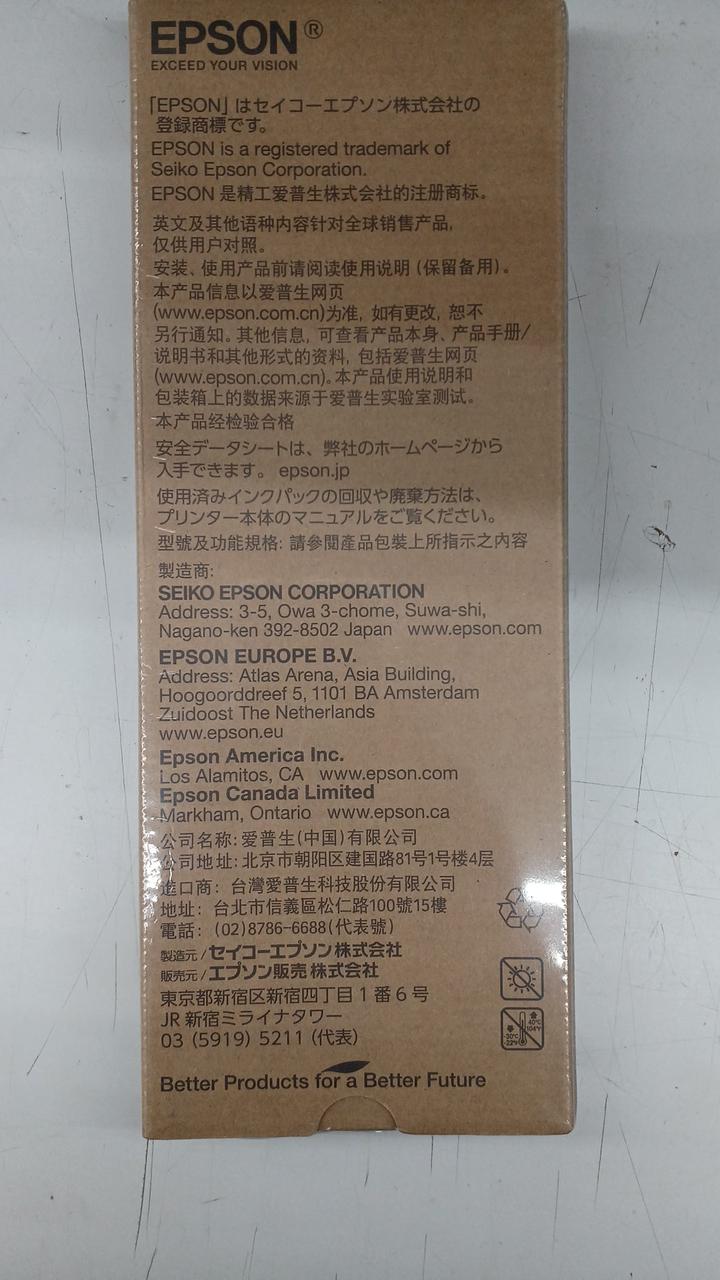 EPSON®
EXCEED YOUR VISION
「EPSON」はセイコーエプソン株式会社の
登録商標です。
EPSON is a registered trademark of
Seiko Epson Corporation.
EPSON 是精工爱普生株式会社的注册商标。
英文及其他语种内容针对全球销售产品,
仅供用户对照。
安装、使用产品前请阅读使用说明 (保留备用) 。
本产品信息以爱普生网页
(www.epson.com.cn)为准, 如有更改, 恕不
另行通知。其他信息, 可查看产品本身、产品手册/
说明书和其他形式的资料, 包括爱普生网页
(www.epson.com.cn)。本产品使用说明和
包装箱上的数据来源于爱普生实验室测试。
本产品经检验合格
安全データシートは、弊社のホームページから
入手できます。 epson.jp
使用済みインクパックの回収や廃棄方法は、
プリンター本体のマニュアルをご覧ください。
型號及功能規格: 請參閱產品包裝上所指示之內容
製造商:
SEIKO EPSON CORPORATION
Address: 3-5, Owa 3-chome, Suwa-shi,
Nagano-ken 392-8502 Japan www.epson.com
EPSON EUROPE B.V.
Address: Atlas Arena, Asia Building,
Hoogoorddreef 5, 1101 BA Amsterdam
Zuidoost The Netherlands
www.epson.eu
Epson America Inc.
Los Alamitos, CA www.epson.com
Epson Canada Limited
Markham, Ontario www.epson.ca
公司名称: 爱普生(中国)有限公司
公司地址: 北京市朝阳区建国路81号1号楼4层
進口商: 台灣愛普生科技股份有限公司
地址: 台北市信義區松仁路100號15樓
電話: (02)8786-6688(代表號)
製造元 / セイコーエプソン 株式会社
販売元 / エプソン販売 株式会社
東京都新宿区新宿四丁目 1 番 6 号
JR 新宿ミライナタワー
03 (5919) 5211 (代表)
40°C
104°F
-30°C
-22°F
Better Products for a Better Future